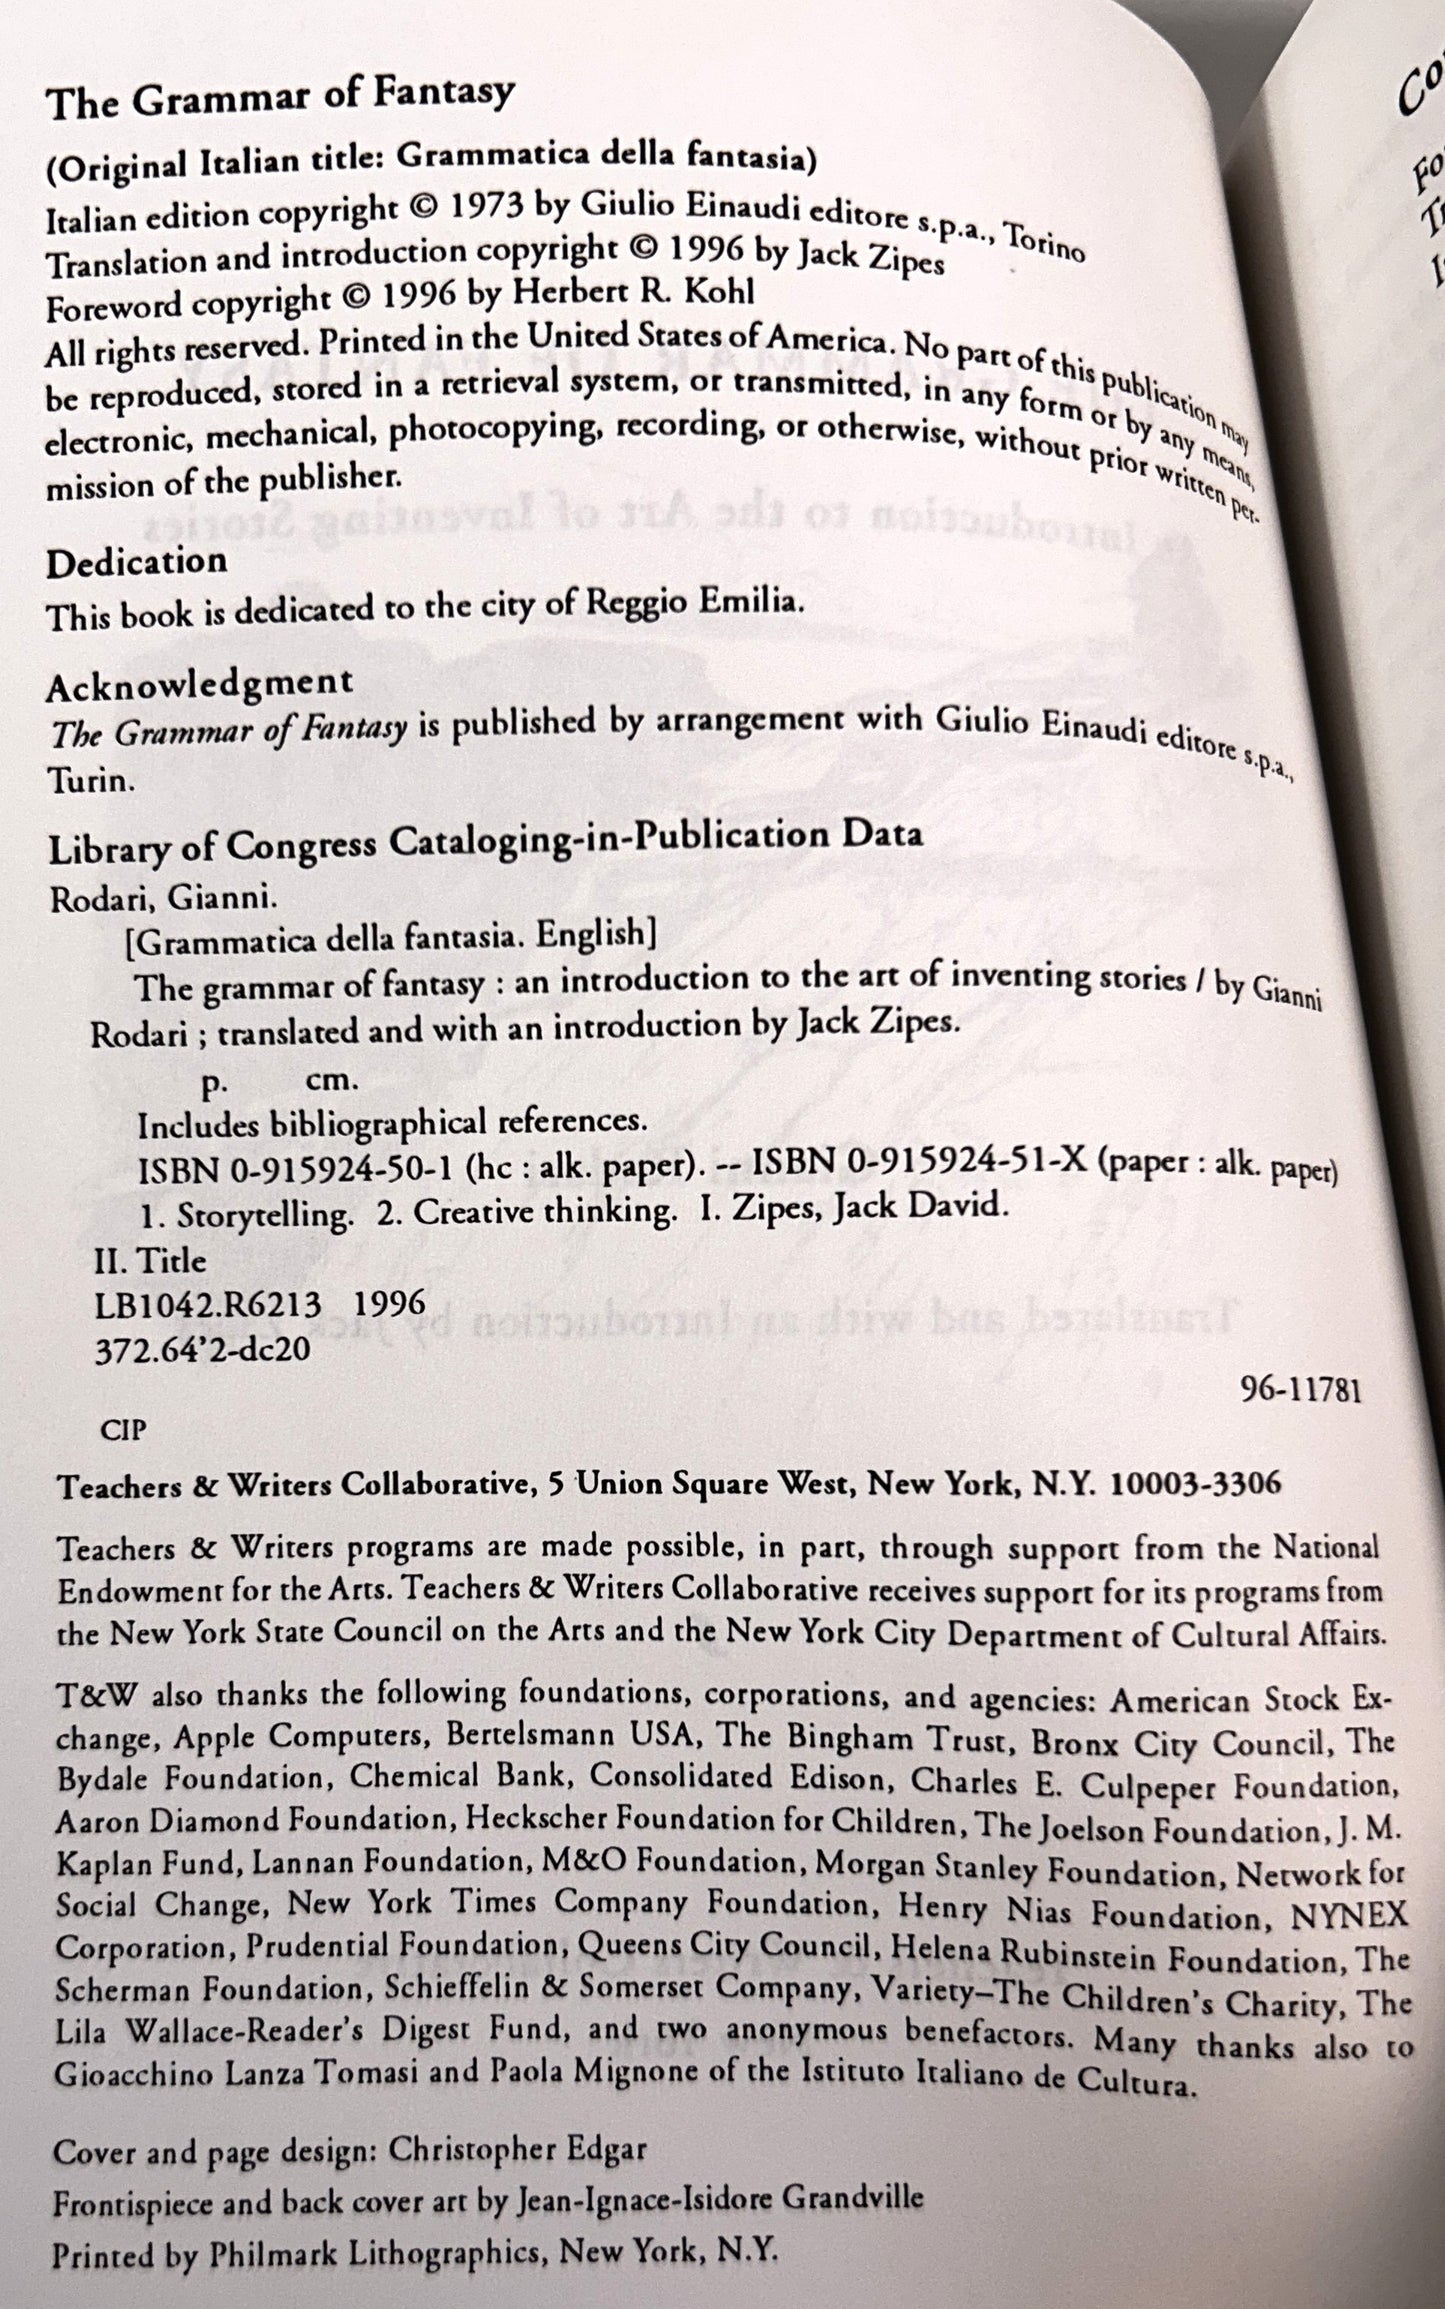 The Grammar of Fantasy
(Original Italian title: Grammatica della fantasia)
Italian edition copyright © 1973 by Giulio Einaudi editore s.p.a., Torino
Translation and introduction copyright © 1996 by Jack Zipes
Foreword copyright © 1996 by Herbert R. Kohl
All rights reserved. Printed in the United States of America. No part of this publication may
be reproduced, stored in a retrieval system, or transmitted, in any form or by any means,
electronic, mechanical, photocopying, recording, or otherwise, without prior written per-
mission of the publisher.
Dedication
This book is dedicated to the city of Reggio Emilia.
Acknowledgment
The Grammar of Fantasy is published by arrangement with Giulio Einaudi editore s.p.a.,
Turin.
Library of Congress Cataloging-in-Publication Data
Rodari, Gianni.
[Grammatica della fantasia. English]
The grammar of fantasy : an introduction to the art of inventing stories / by Gianni
Rodari ; translated and with an introduction by Jack Zipes.
p. cm.
Includes bibliographical references.
ISBN 0-915924-50-1 (hc : alk. paper). -- ISBN 0-915924-51-X (paper : alk. paper)
1. Storytelling. 2. Creative thinking. I. Zipes, Jack David.
II. Title
LB1042.R6213 1996
372.64'2-dc20
96-11781
CIP
Teachers & Writers Collaborative, 5 Union Square West, New York, N.Y. 10003-3306
Teachers & Writers programs are made possible, in part, through support from the National
Endowment for the Arts. Teachers & Writers Collaborative receives support for its programs from
the New York State Council on the Arts and the New York City Department of Cultural Affairs.
T&W also thanks the following foundations, corporations, and agencies: American Stock Ex-
change, Apple Computers, Bertelsmann USA, The Bingham Trust, Bronx City Council, The
Bydale Foundation, Chemical Bank, Consolidated Edison, Charles E. Culpeper Foundation,
Aaron Diamond Foundation, Heckscher Foundation for Children, The Joelson Foundation, J. M.
Kaplan Fund, Lannan Foundation, M&O Foundation, Morgan Stanley Foundation, Network for
Social Change, New York Times Company Foundation, Henry Nias Foundation, NYNEX
Corporation, Prudential Foundation, Queens City Council, Helena Rubinstein Foundation, The
Scherman Foundation, Schieffelin & Somerset Company, Variety–The Children's Charity, The
Lila Wallace-Reader's Digest Fund, and two anonymous benefactors. Many thanks also to
Gioacchino Lanza Tomasi and Paola Mignone of the Istituto Italiano de Cultura.
Cover and page design: Christopher Edgar
Frontispiece and back cover art by Jean-Ignace-Isidore Grandville
Printed by Philmark Lithographics, New York, N.Y.